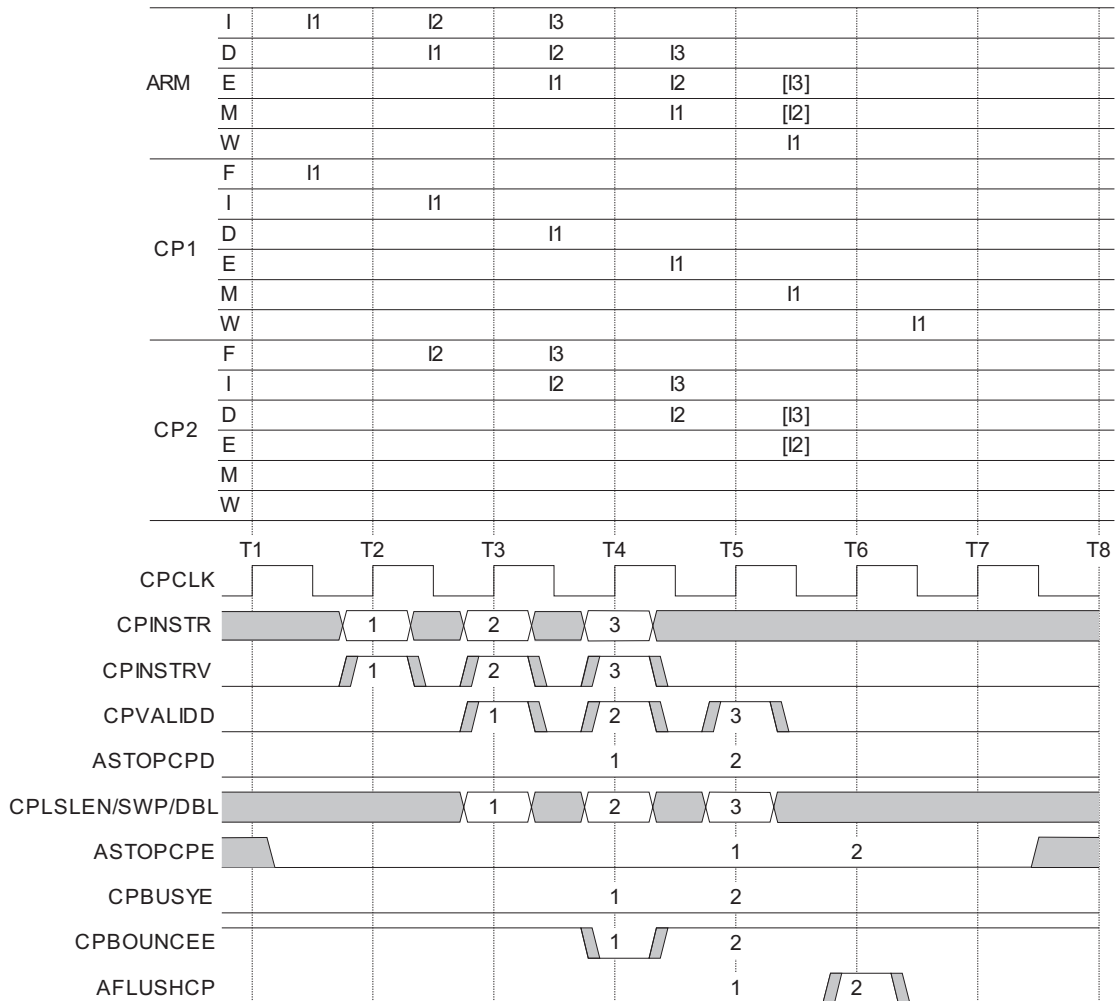 I I1 I2 I3
D I1 I2 I3
ARM E I1 I2 [I3]
M I1 [I2]
W I1
F I1
I I1
CP1 D I1
E I1
M I1
W I1
F I2 I3
I I2 I3
CP2 D I2 [I3]
E [I2]
M
W
T1 T2 T3 T4 T5 T6 T7 T8
CPCLK
CPINSTR 1 2 3
CPINSTRV 1 2 3
CPVALIDD 1 2 3
ASTOPCPD 1 2
CPLSLEN/SWP/DBL 1 2 3
ASTOPCPE 1 2
CPBUSYE 1 2
CPBOUNCEE 1 2
AFLUSHCP 1 2